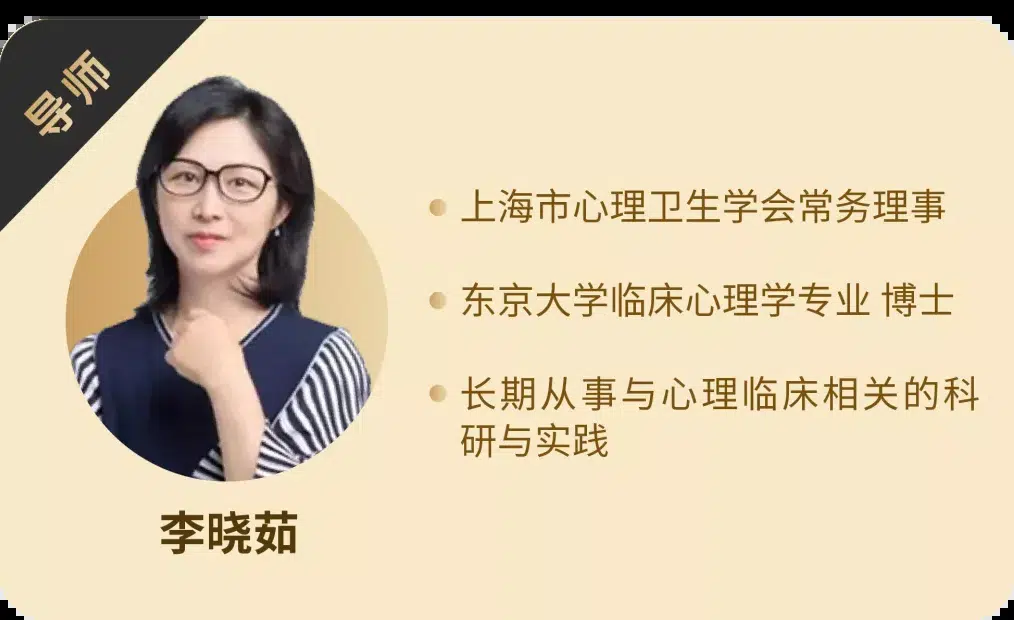 导师
上海市心理卫生学会常务理事
东京大学临床心理学专业 博士
长期从事与心理临床相关的科
研与实践
李晓茹